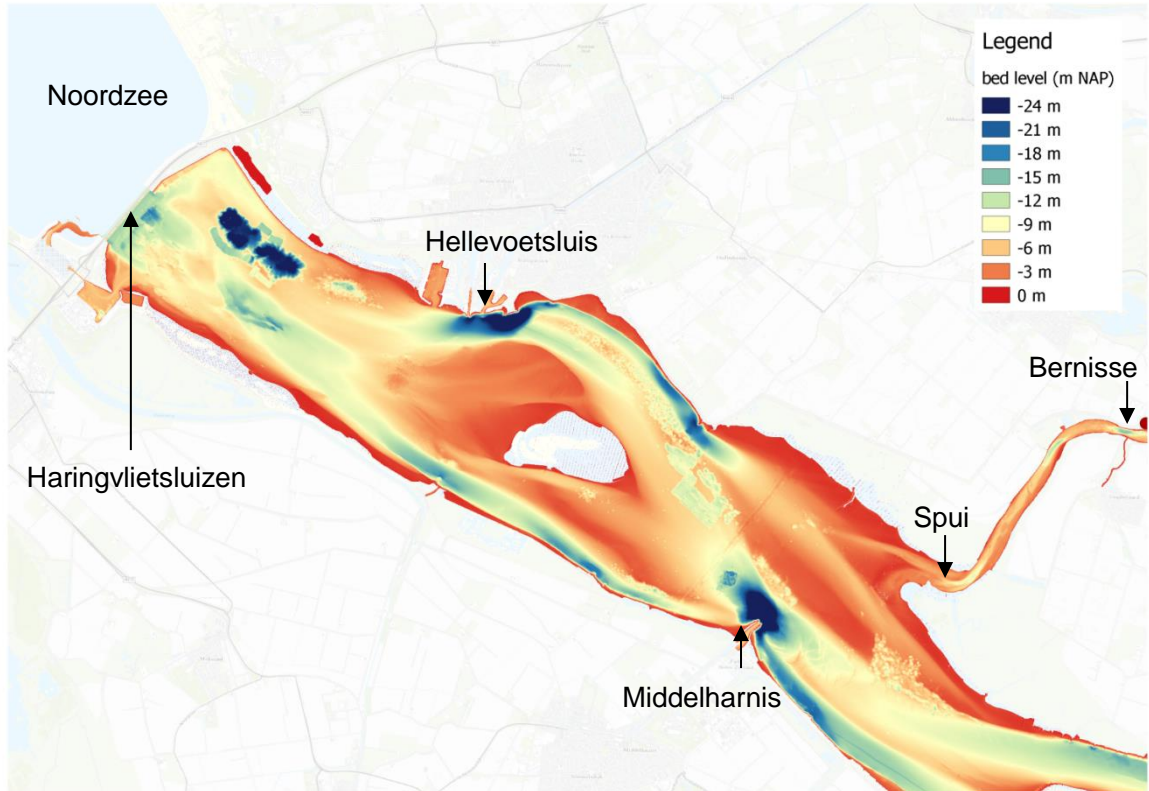 Noordzee
Legend
bed level (m NAP)
-24 m
-21 m
-18 m
-15 m
-12 m
-9 m
-6 m
-3 m
0 m
Hellevoetsluis
Bernisse
Haringvlietsluizen
Spui
Middelharnis